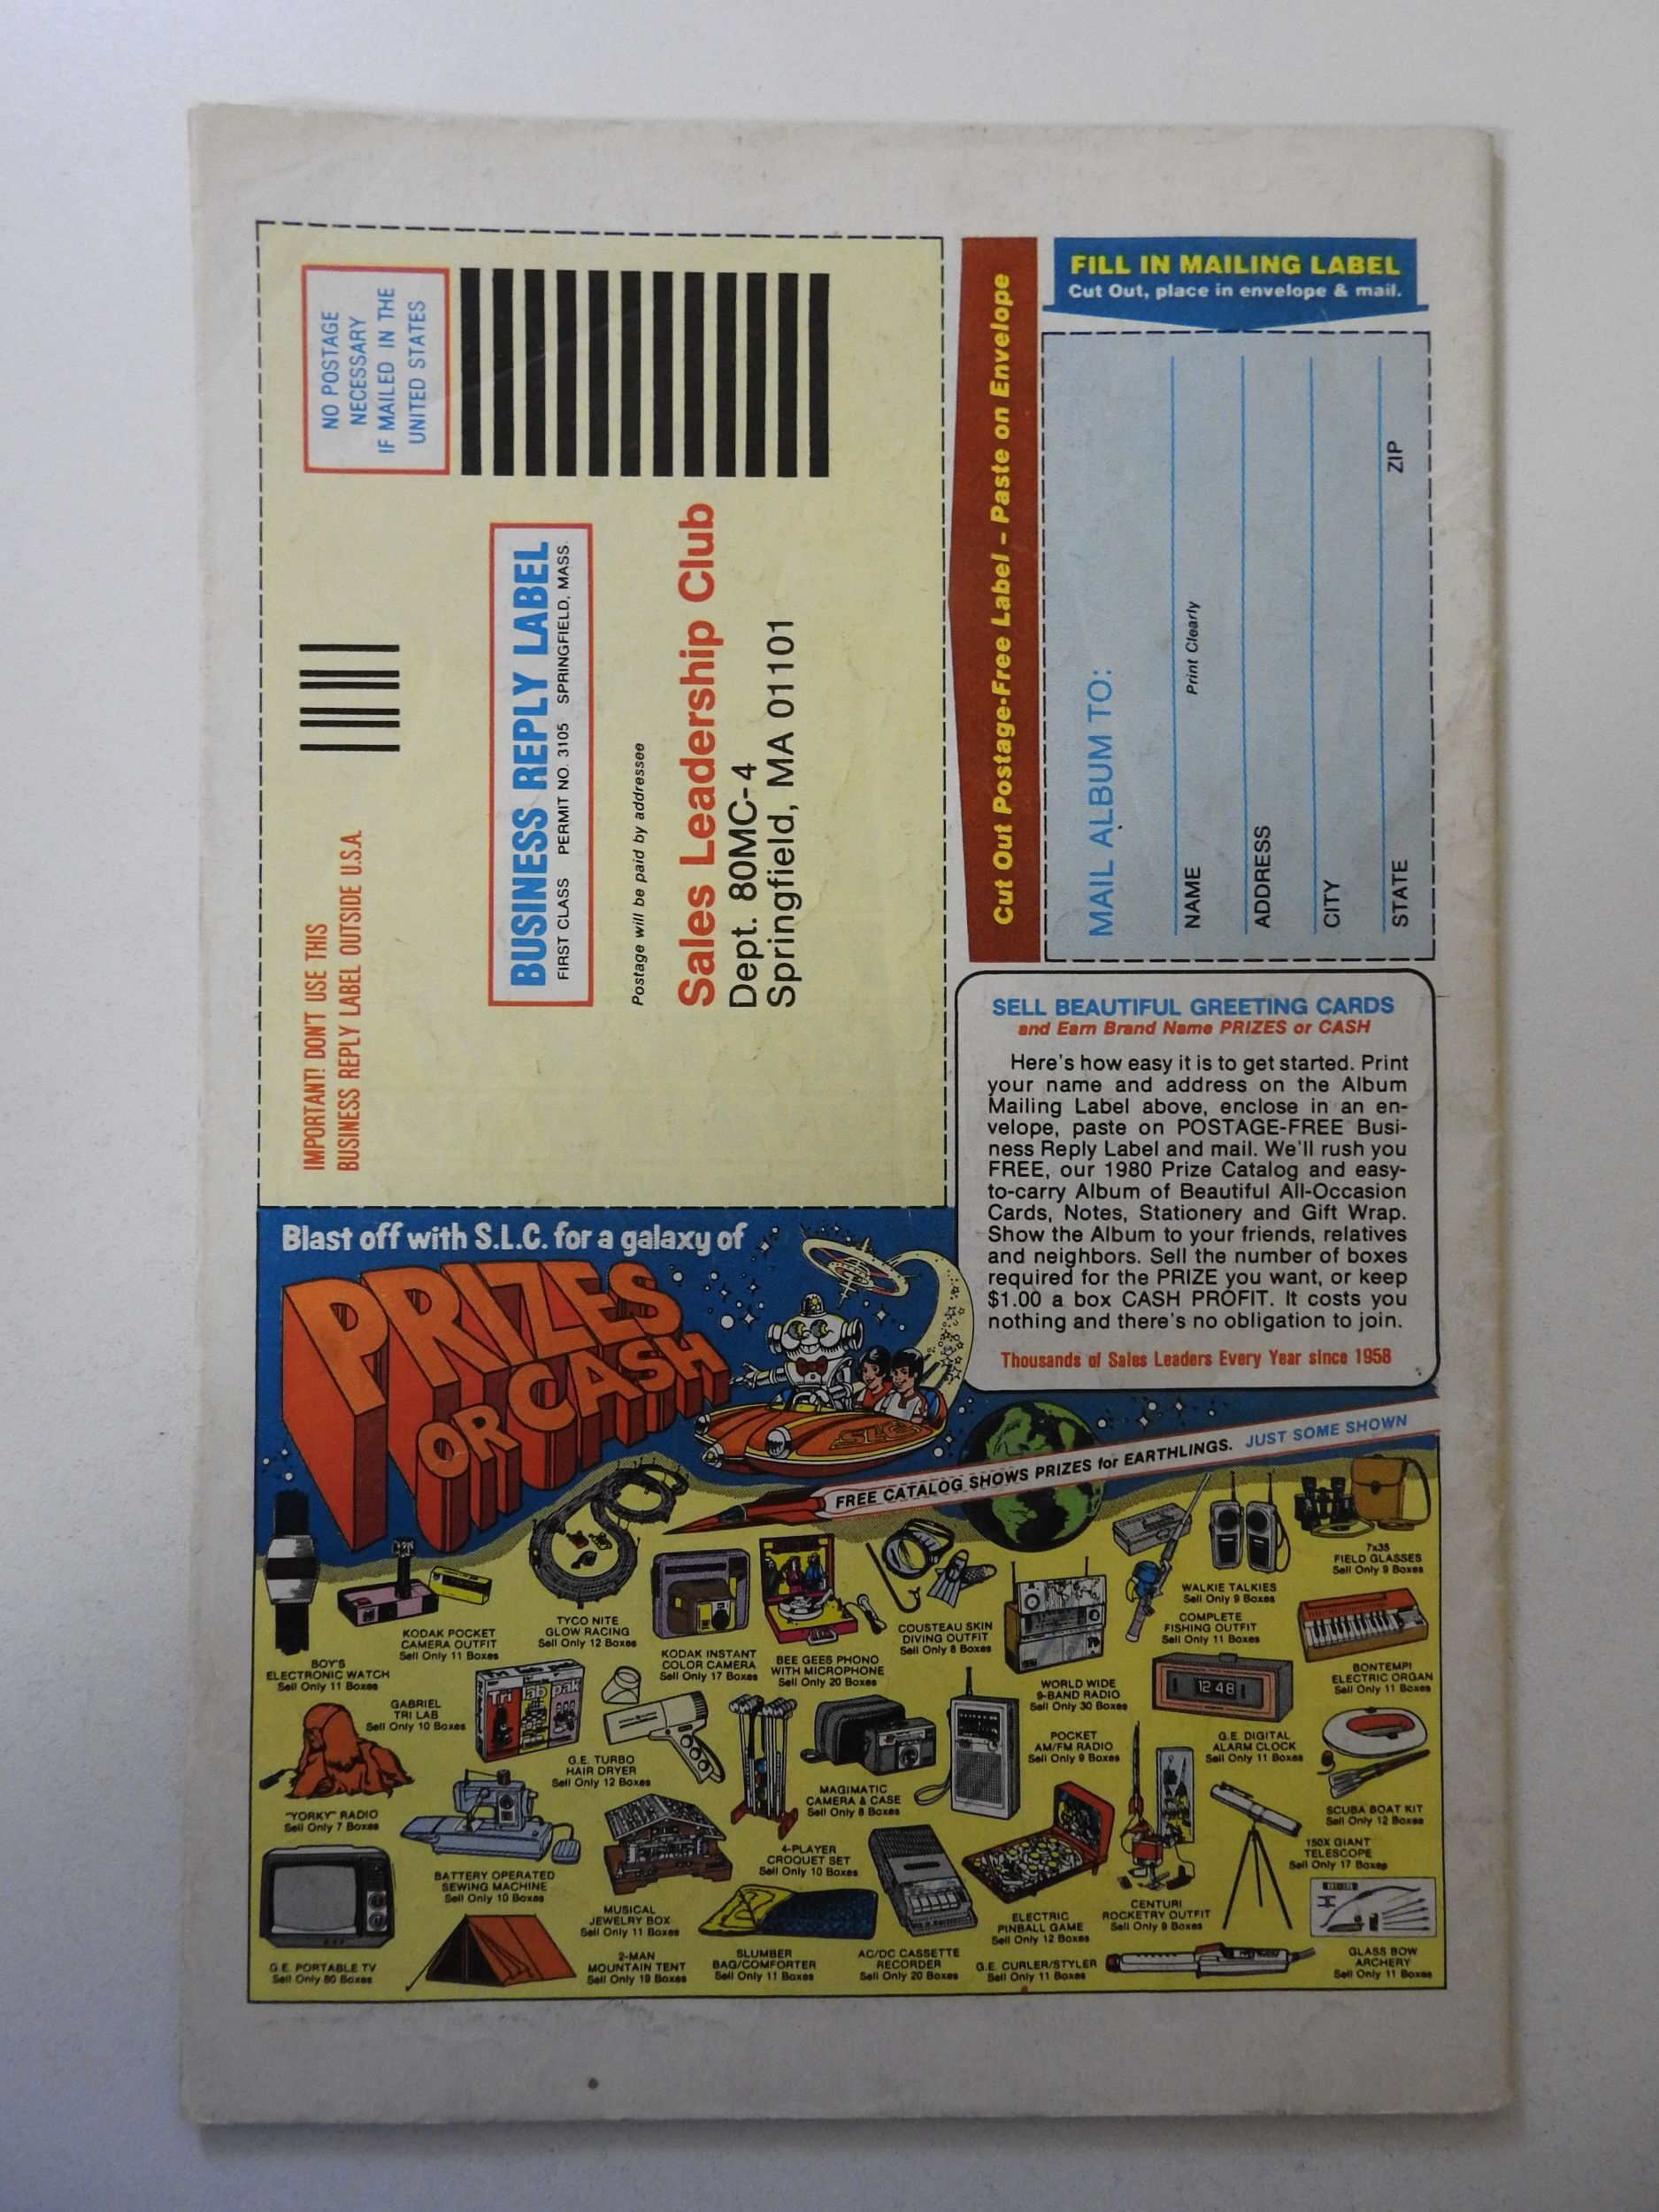 NO POSTAGE
NECESSARY
IF MAILED IN THE
UNITED STATES
IMPORTANT! DON'T USE THIS
BUSINESS REPLY LABEL OUTSIDE U.S.A.
BUSINESS REPLY LABEL
FIRST CLASS PERMIT NO. 3105 SPRINGFIELD, MASS.
Postage will be paid by addressee
Sales Leadership Club
Dept. 80MC-4
Springfield, MA 01101
Cut Out Postage-Free Label – Paste on Envelope
FILL IN MAILING LABEL
Cut Out, place in envelope & mail.
MAIL ALBUM TO:
NAME
Print Clearly
ADDRESS
CITY
STATE ZIP
SELL BEAUTIFUL GREETING CARDS
and Earn Brand Name PRIZES or CASH
Here's how easy it is to get started. Print
your name and address on the Album
Mailing Label above, enclose in an en-
velope, paste on POSTAGE-FREE Busi-
ness Reply Label and mail. We'll rush you
FREE, our 1980 Prize Catalog and easy-
to-carry Album of Beautiful All-Occasion
Cards, Notes, Stationery and Gift Wrap.
Show the Album to your friends, relatives
and neighbors. Sell the number of boxes
required for the PRIZE you want, or keep
$1.00 a box CASH PROFIT. It costs you
nothing and there's no obligation to join.
Thousands of Sales Leaders Every Year since 1958
Blast off with S.L.C. for a galaxy of
PRIZES
OR CASH
SLC
FREE CATALOG SHOWS PRIZES for EARTHLINGS. JUST SOME SHOWN
BOY'S
ELECTRONIC WATCH
Sell Only 11 Boxes
KODAK POCKET
CAMERA OUTFIT
Sell Only 11 Boxes
TYCO NITE
GLOW RACING
Sell Only 12 Boxes
KODAK INSTANT
COLOR CAMERA
Sell Only 17 Boxes
BEE GEES PHONO
WITH MICROPHONE
Sell Only 20 Boxes
COUSTEAU SKIN
DIVING OUTFIT
Sell Only 8 Boxes
WORLD WIDE
9-BAND RADIO
Sell Only 30 Boxes
WALKIE TALKIES
Sell Only 9 Boxes
COMPLETE
FISHING OUTFIT
Sell Only 11 Boxes
7x35
FIELD GLASSES
Sell Only 9 Boxes
BONTEMPI
ELECTRIC ORGAN
Sell Only 11 Boxes
GABRIEL
TRI LAB
Sell Only 10 Boxes
Tri lab pak
G.E. TURBO
HAIR DRYER
Sell Only 12 Boxes
MAGIMATIC
CAMERA & CASE
Sell Only 8 Boxes
POCKET
AM/FM RADIO
Sell Only 9 Boxes
12 48
G.E. DIGITAL
ALARM CLOCK
Sell Only 11 Boxes
SCUBA BOAT KIT
Sell Only 12 Boxes
"YORKY" RADIO
Sell Only 7 Boxes
BATTERY OPERATED
SEWING MACHINE
Sell Only 10 Boxes
MUSICAL
JEWELRY BOX
Sell Only 11 Boxes
4-PLAYER
CROQUET SET
Sell Only 10 Boxes
ELECTRIC
PINBALL GAME
Sell Only 12 Boxes
CENTURI
ROCKETRY OUTFIT
Sell Only 9 Boxes
150X GIANT
TELESCOPE
Sell Only 17 Boxes
G.E. PORTABLE TV
Sell Only 80 Boxes
2-MAN
MOUNTAIN TENT
Sell Only 19 Boxes
SLUMBER
BAG/COMFORTER
Sell Only 11 Boxes
AC/DC CASSETTE
RECORDER
Sell Only 20 Boxes
G.E. CURLER/STYLER
Sell Only 11 Boxes
GLASS BOW
ARCHERY
Sell Only 11 Boxes